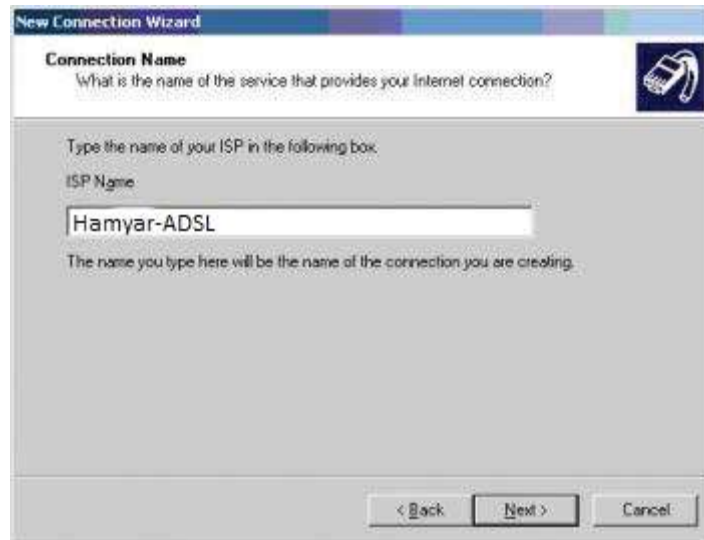 New Connection Wizard
Connection Name
What is the name of the service that provides your Internet connection?
Type the name of your ISP in the following box.
ISP Name
Hamyar-ADSL
The name you type here will be the name of the connection you are creating.
< Back Next > Cancel